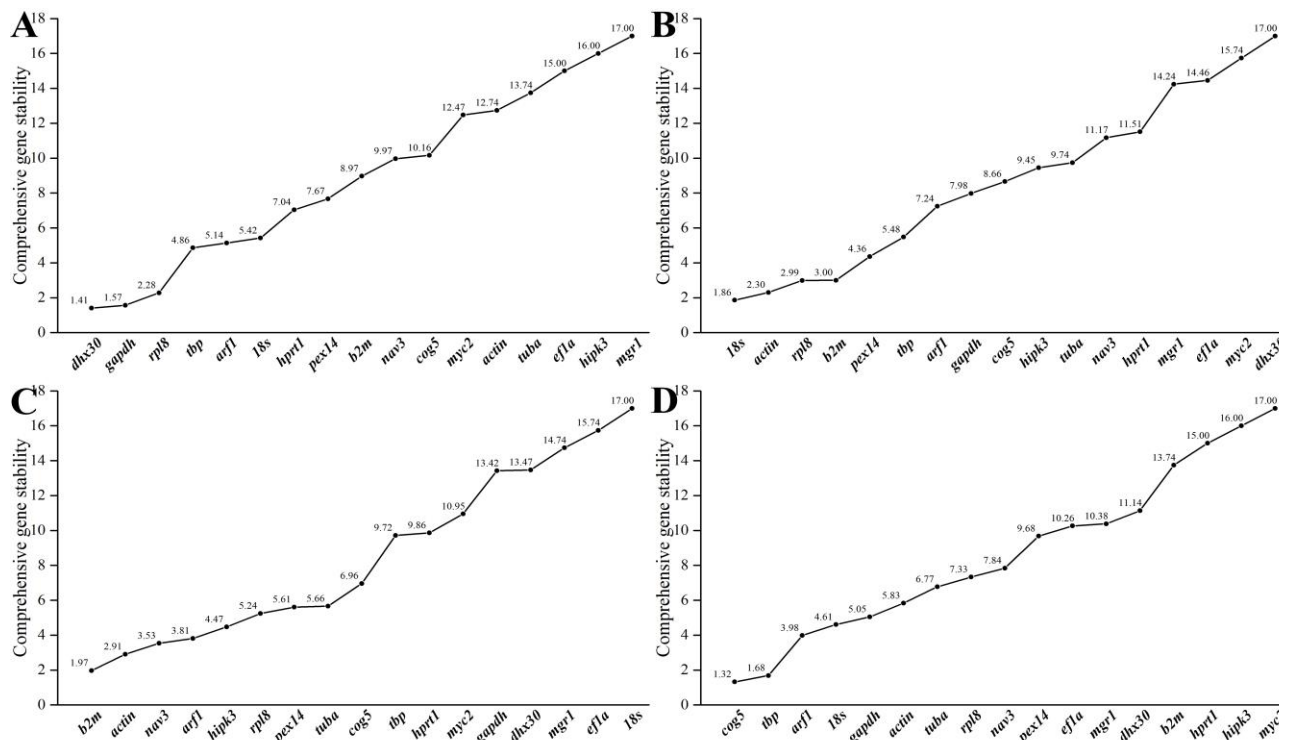 A
Comprehensive gene stability
18
16
14
12
10
8
6
4
2
0
1.41
1.57
2.28
4.86
5.14
5.42
7.04
7.67
8.97
9.97
10.16
12.47
12.74
13.74
15.00
16.00
17.00
dhx30
gapdh
rpl8
tbp
arf1
18s
hprt1
pex14
b2m
nav3
cog5
myc2
actin
tuba
ef1a
hipk3
mgr1
B
Comprehensive gene stability
18
16
14
12
10
8
6
4
2
0
1.86
2.30
2.99
3.00
4.36
5.48
7.24
7.98
8.66
9.45
9.74
11.17
11.51
14.24
14.46
15.74
17.00
18s
actin
rpl8
b2m
pex14
tbp
arf1
gapdh
cog5
hipk3
tuba
nav3
hprt1
mgr1
ef1a
myc2
dhx30
C
Comprehensive gene stability
18
16
14
12
10
8
6
4
2
0
1.97
2.91
3.53
3.81
4.47
5.24
5.61
5.66
6.96
9.72
9.86
10.95
13.42
13.47
14.74
15.74
17.00
b2m
actin
nav3
arf1
hipk3
rpl8
pex14
tuba
cog5
tbp
hprt1
myc2
gapdh
dhx30
mgr1
ef1a
18s
D
Comprehensive gene stability
18
16
14
12
10
8
6
4
2
0
1.32
1.68
3.98
4.61
5.05
5.83
6.77
7.33
7.84
9.68
10.26
10.38
11.14
13.74
15.00
16.00
17.00
cog5
tbp
arf1
18s
gapdh
actin
tuba
rpl8
nav3
pex14
ef1a
mgr1
dhx30
b2m
hprt1
hipk3
myc2